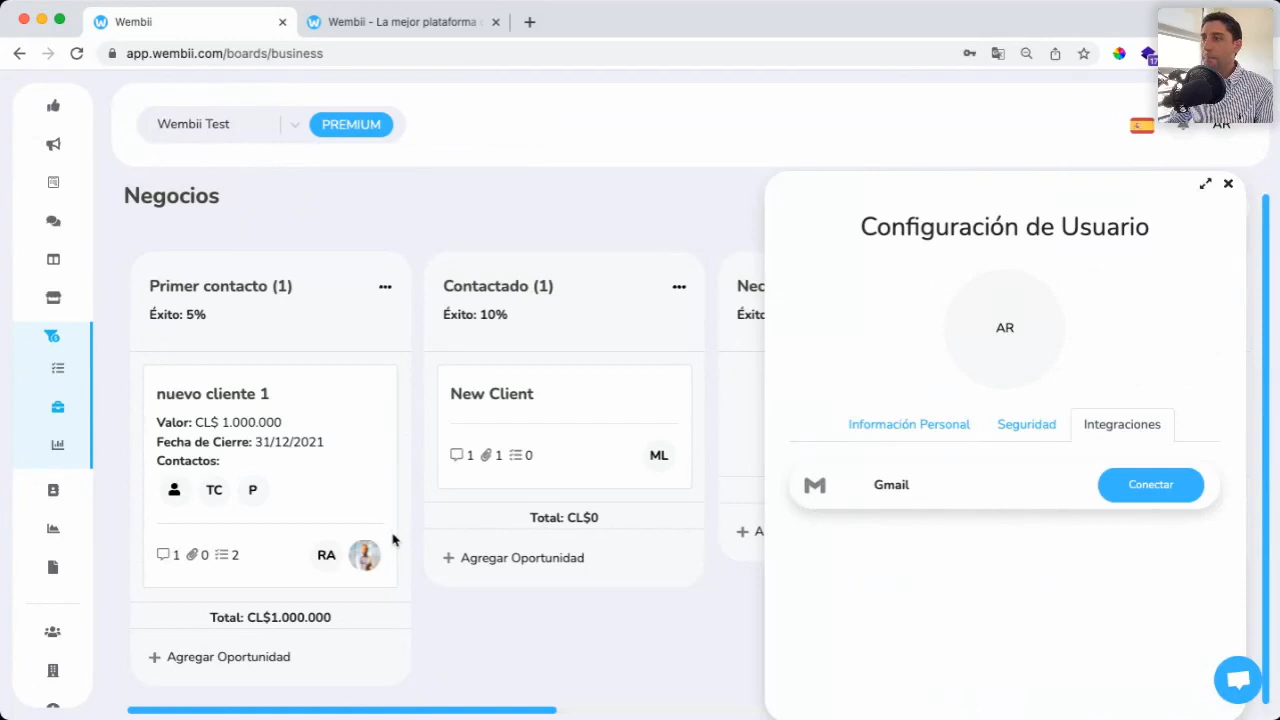 Wembii
Wembii - La mejor plataforma
app.wembii.com/boards/business
17
Wembii Test
PREMIUM
AR
Negocios
Primer contacto (1)
Éxito: 5%
nuevo cliente 1
Valor: CL$ 1.000.000
Fecha de Cierre: 31/12/2021
Contactos:
TC
P
1
0
2
RA
Total: CL$1.000.000
+ Agregar Oportunidad
Contactado (1)
Éxito: 10%
New Client
1
1
0
ML
Total: CL$0
+ Agregar Oportunidad
Nec
Éxito
+ A
Configuración de Usuario
AR
Información Personal
Seguridad
Integraciones
Gmail
Conectar